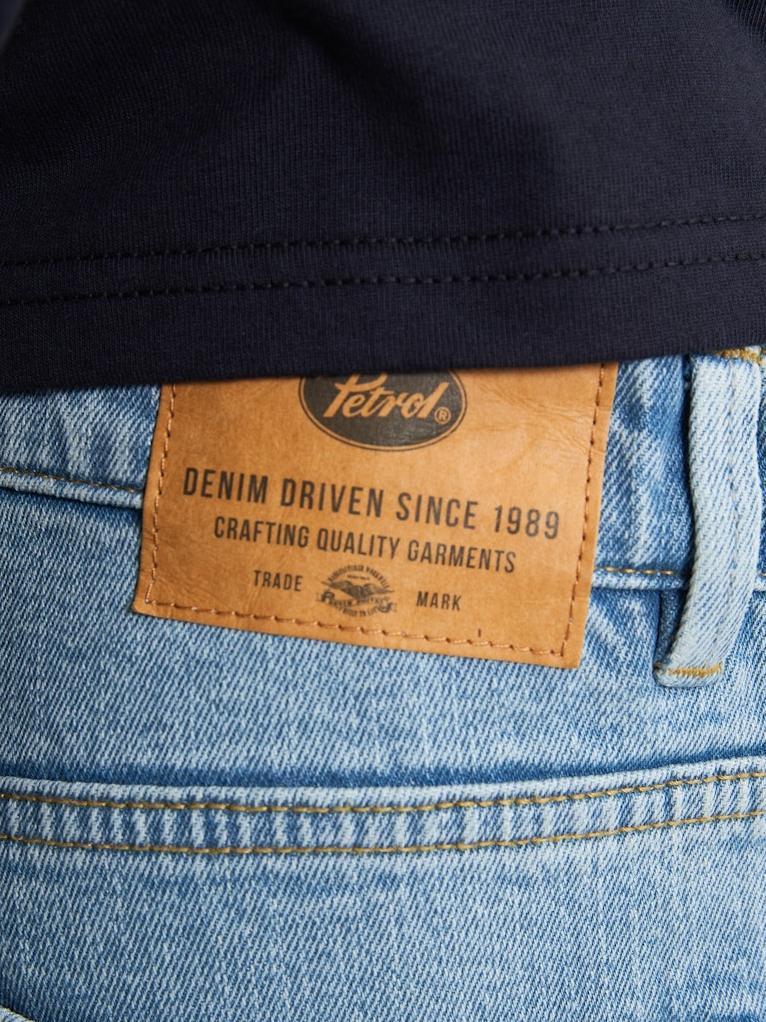 Petrol®
DENIM DRIVEN SINCE 1989
CRAFTING QUALITY GARMENTS
TRADE MARK